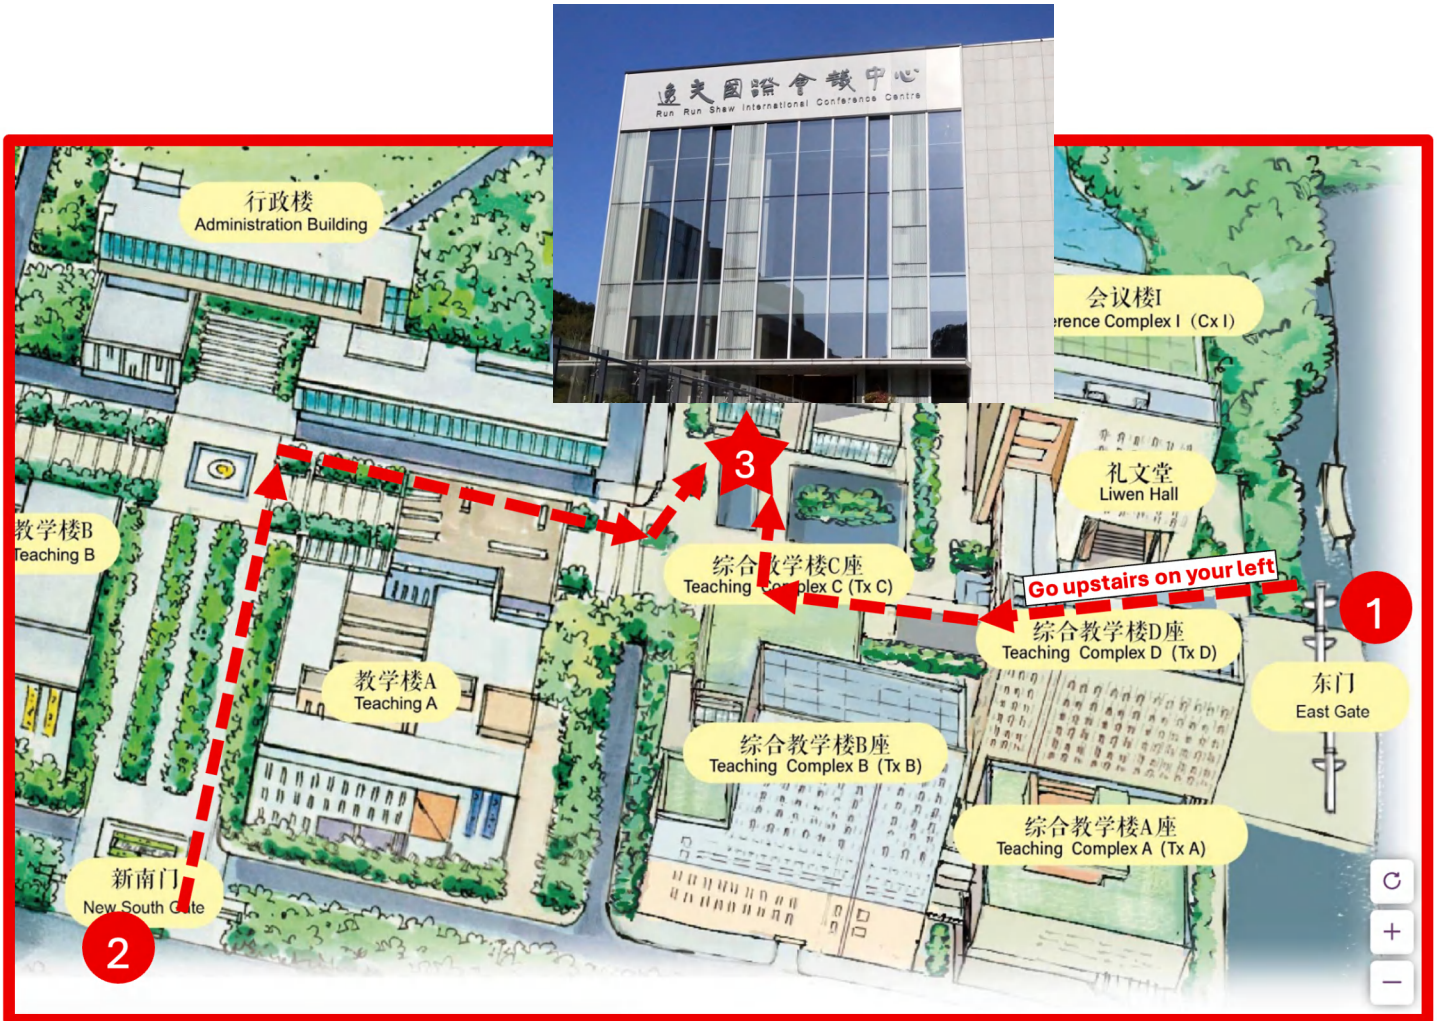 逸夫國際會議中心
Run Run Shaw International Conference Centre
行政楼
Administration Building
会议楼I
erence Complex I (Cx I)
3
礼文堂
Liwen Hall
教学楼B
Teaching B
综合教学楼C座
Teaching Complex C (Tx C)
Go upstairs on your left
1
综合教学楼D座
Teaching Complex D (Tx D)
教学楼A
Teaching A
东门
East Gate
综合教学楼B座
Teaching Complex B (Tx B)
综合教学楼A座
Teaching Complex A (Tx A)
新南门
New South Gate
2